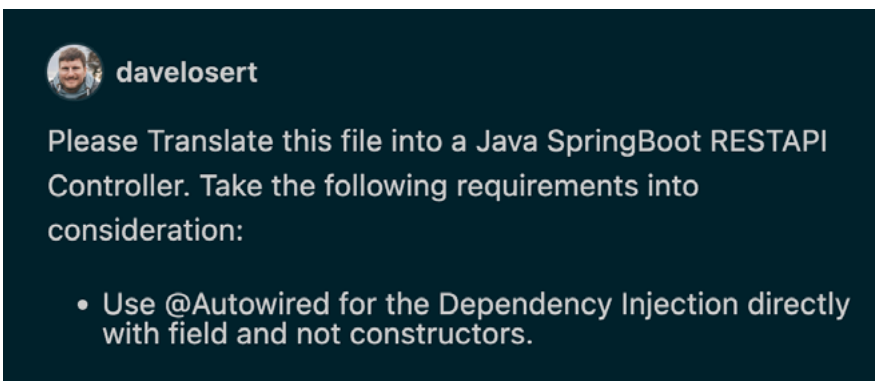 davelosert
Please Translate this file into a Java SpringBoot RESTAPI
Controller. Take the following requirements into
consideration:
• Use @Autowired for the Dependency Injection directly
with field and not constructors.